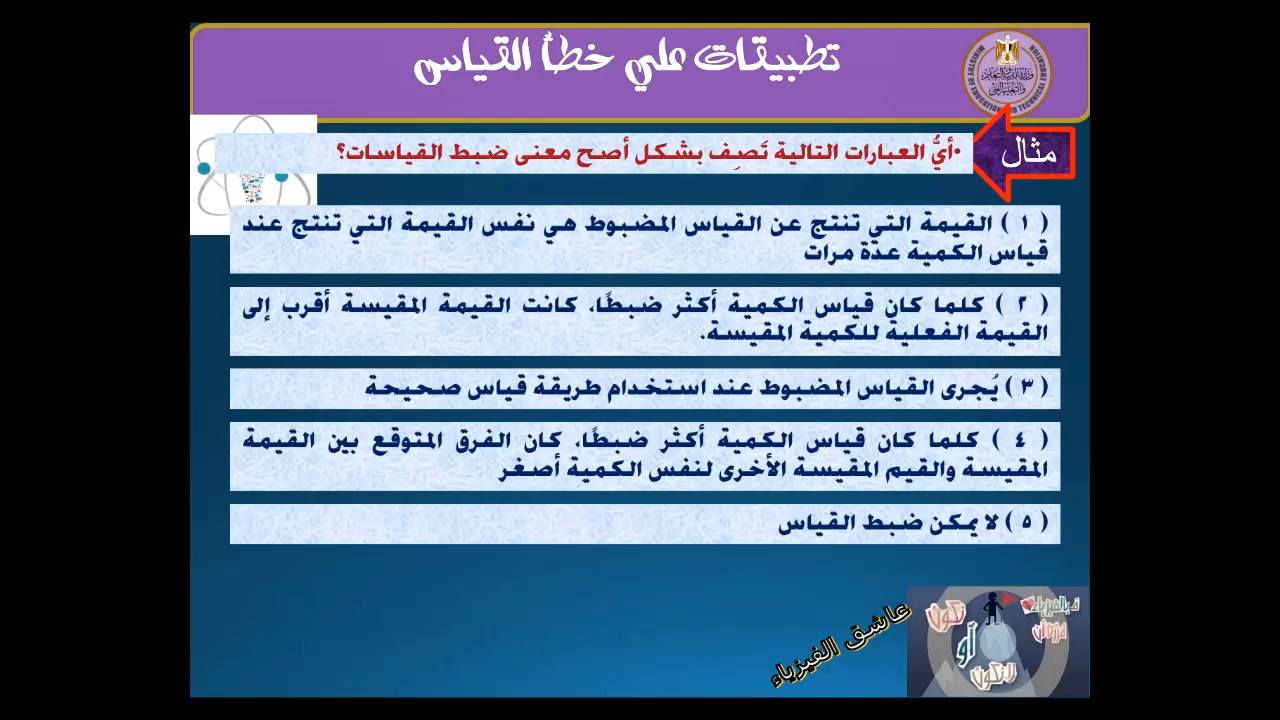 تطبيقات علي خطأ القياس
مثال
•أيُّ العبارات التالية تَصِف بشكل أصح معنى ضبط القياسات؟
( ١ ) القيمة التي تنتج عن القياس المضبوط هي نفس القيمة التي تنتج عند
قياس الكمية عدة مرات
( ٢ ) كلما كان قياس الكمية أكثر ضبطًا، كانت القيمة المقيسة أقرب إلى
القيمة الفعلية للكمية المقيسة.
( ٣ ) يُجرى القياس المضبوط عند استخدام طريقة قياس صحيحة
( ٤ ) كلما كان قياس الكمية أكثر ضبطًا، كان الفرق المتوقع بين القيمة
المقيسة والقيم المقيسة الأخرى لنفس الكمية أصغر
( ٥ ) لا يمكن ضبط القياس
عاشق الفيزياء
تكون
أو
لاتكون